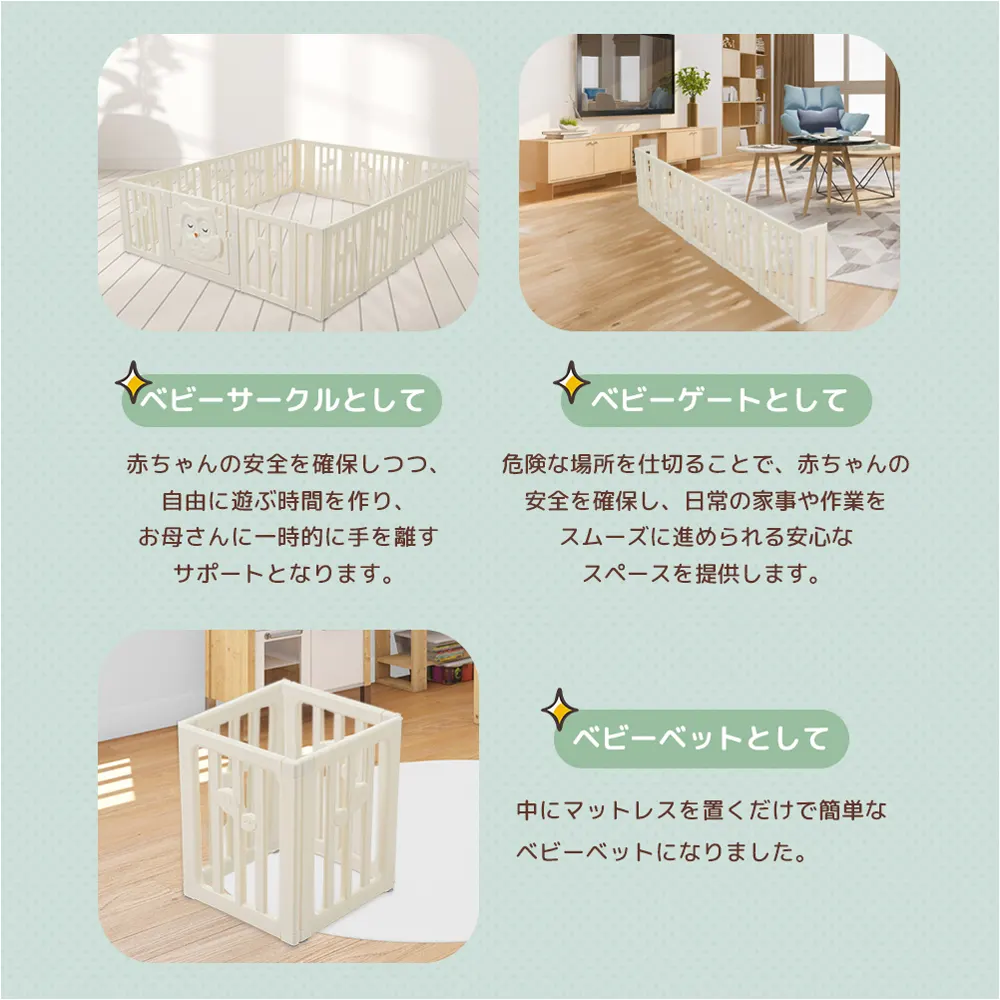 ベビーサークルとして
赤ちゃんの安全を確保しつつ、
自由に遊ぶ時間を作り、
お母さんに一時的に手を離す
サポートとなります。
ベビーゲートとして
危険な場所を仕切ることで、赤ちゃんの
安全を確保し、日常の家事や作業を
スムーズに進められる安心な
スペースを提供します。
ベビーベットとして
中にマットレスを置くだけで簡単な
ベビーベットになりました。